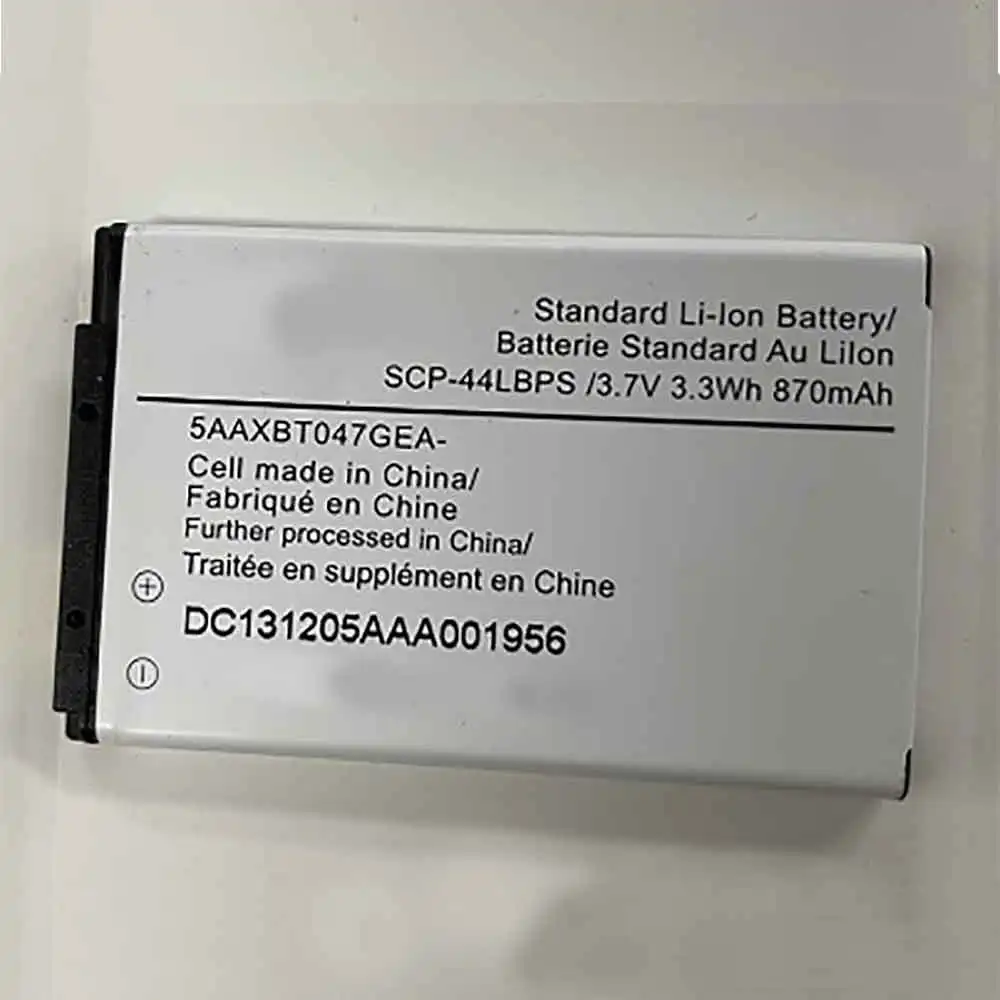 Standard Li-Ion Battery/
Batterie Standard Au LiIon
SCP-44LBPS /3.7V 3.3Wh 870mAh
5AAXBT047GEA-
Cell made in China/
Fabriqué en Chine
Further processed in China/
Traitée en supplément en Chine
DC131205AAA001956